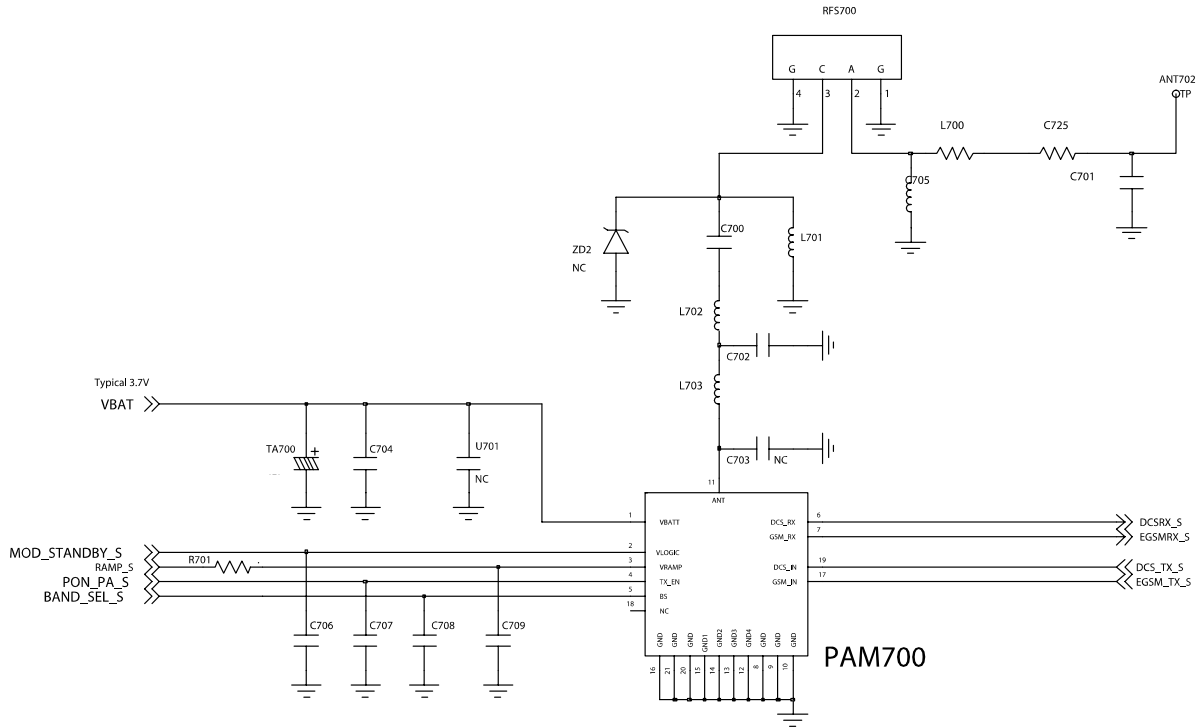 RFS700
G C A G
4 3 2 1
ANT702
TP
L700 C725
C705 C701
C700
ZD2
NC
L701
L702
C702
L703
Typical 3.7V
VBAT
TA700 +
C704
U701
NC
C703 NC
11
ANT
1 VBATT DCS_RX 6 DCSRX_S
GSM_RX 7 EGSMRX_S
MOD_STANDBY_S 2 VLOGIC
RAMP_S R701 3 VRAMP DCS_IN 19 DCS_TX_S
PON_PA_S 4 TX_EN GSM_IN 17 EGSM_TX_S
BAND_SEL_S 5 BS
18 NC
C706 C707 C708 C709
GND GND GND GND1 GND2 GND3 GND4 GND GND GND
16 21 20 15 14 13 12 8 9 10
PAM700